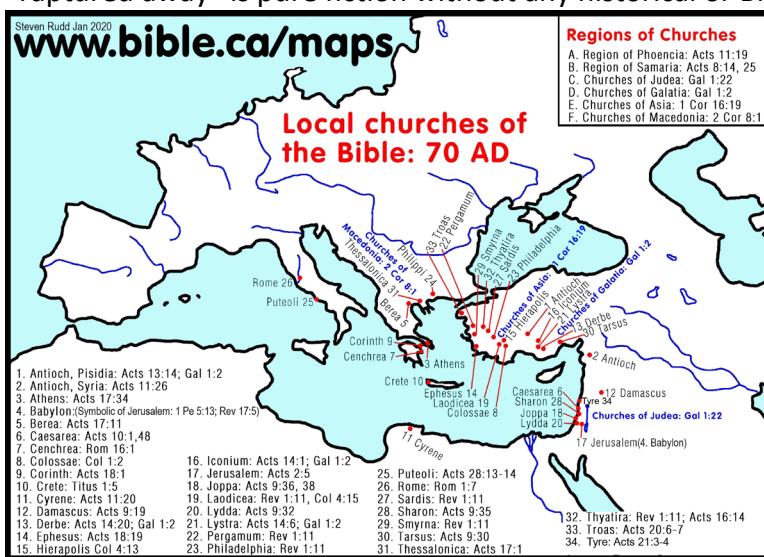 raptured away" is pure fiction without any historical or Bi
Steven Rudd Jan 2020
www.bible.ca/maps
Regions of Churches
A. Region of Phoencia: Acts 11:19
B. Region of Samaria: Acts 8:14, 25
C. Churches of Judea: Gal 1:22
D. Churches of Galatia: Gal 1:2
E. Churches of Asia: 1 Cor 16:19
F. Churches of Macedonia: 2 Cor 8:1
Local churches of
the Bible: 70 AD
33 Troas
22 Pergamum
29 Smyrna
32 Thyatira
27 Sardis
23 Philadelphia
Churches of
Macedonia: 2 Cor 8:1
Philippi 24
Thessalonica 31
Berea 5
Churches of Asia: 1 Cor 16:19
15 Hierapolis
16 Antioch
Iconium
21 Lystra
Churches of Galatia: Gal 1:2
73 Derbe
30 Tarsus
Rome 26
Puteoli 25
Corinth 9
Cenchrea 7
3 Athens
2 Antioch
Crete 10
Ephesus 14
Laodicea 19
Colossae 8
Caesarea 6
Sharon 28
Tyre 34
Joppa 18
Lydda 20
12 Damascus
Churches of Judea: Gal 1:22
11 Cyrene
17 Jerusalem(4. Babylon)
1. Antioch, Pisidia: Acts 13:14; Gal 1:2
2. Antioch, Syria: Acts 11:26
3. Athens: Acts 17:34
4. Babylon:(Symbolic of Jerusalem: 1 Pe 5:13; Rev 17:5)
5. Berea: Acts 17:11
6. Caesarea: Acts 10:1,48
7. Cenchrea: Rom 16:1
8. Colossae: Col 1:2
9. Corinth: Acts 18:1
10. Crete: Titus 1:5
11. Cyrene: Acts 11:20
12. Damascus: Acts 9:19
13. Derbe: Acts 14:20; Gal 1:2
14. Ephesus: Acts 18:19
15. Hierapolis Col 4:13
16. Iconium: Acts 14:1; Gal 1:2
17. Jerusalem: Acts 2:5
18. Joppa: Acts 9:36, 38
19. Laodicea: Rev 1:11, Col 4:15
20. Lydda: Acts 9:32
21. Lystra: Acts 14:6; Gal 1:2
22. Pergamum: Rev 1:11
23. Philadelphia: Rev 1:11
24. Philippi
25. Puteoli: Acts 28:13-14
26. Rome: Rom 1:7
27. Sardis: Rev 1:11
28. Sharon: Acts 9:35
29. Smyrna: Rev 1:11
30. Tarsus: Acts 9:30
31. Thessalonica: Acts 17:1
32. Thyatira: Rev 1:11; Acts 16:14
33. Troas: Acts 20:6-7
34. Tyre: Acts 21:3-4